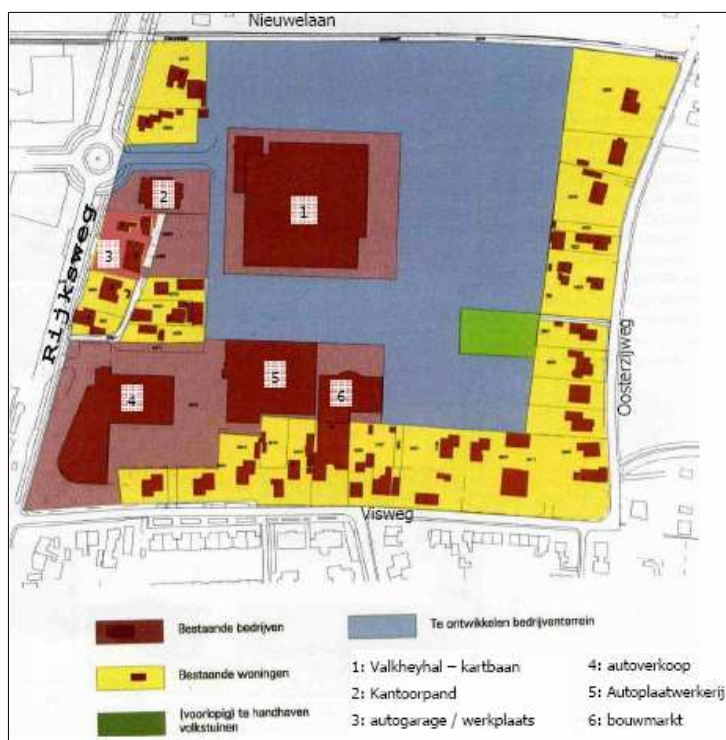 Nieuwelaan
Rijksweg
2
1
3
Oosterzijweg
4
5
6
Visweg
Bestaande bedrijven
Te ontwikkelen bedrijventerrein
Bestaande woningen
1: Valkheyhal – kartbaan
4: autoverkoop
2: Kantoorpand
5: Autoplaatwerkerij
(voorlopig) te handhaven
volkstuinen
3: autogarage / werkplaats
6: bouwmarkt